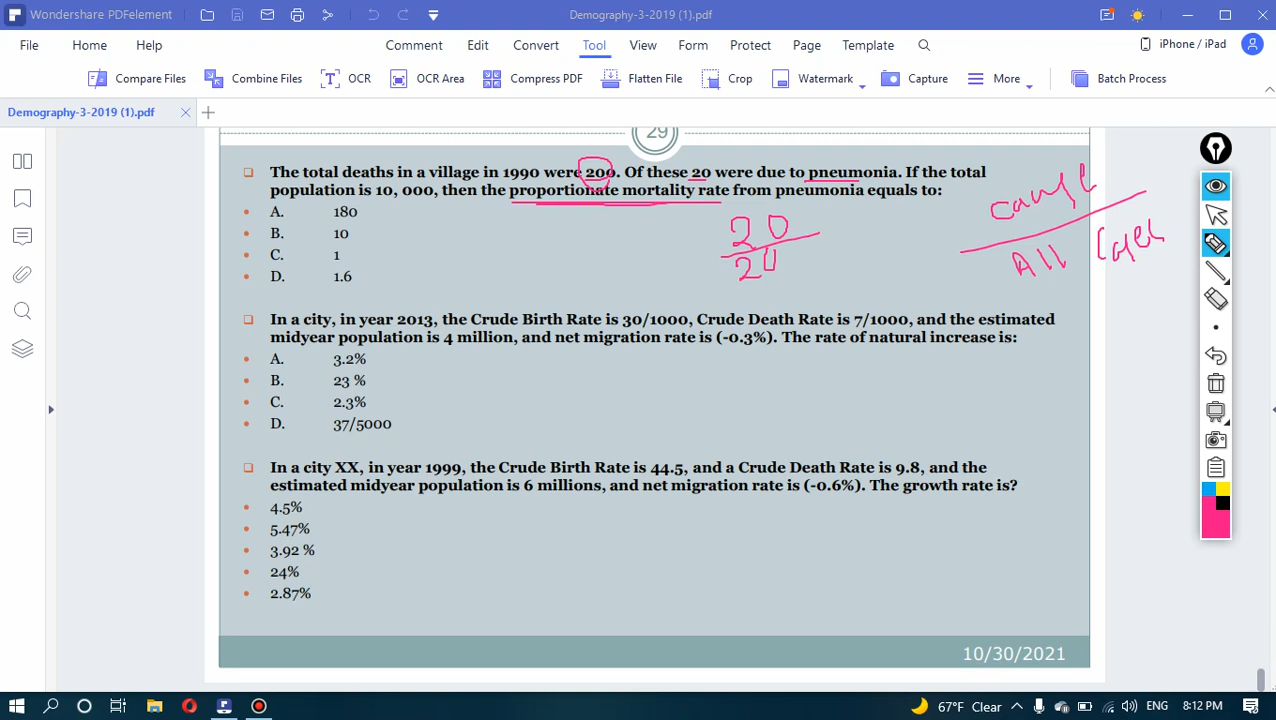 Wondershare PDFelement
Demography-3-2019 (1).pdf
File Home Help Comment Edit Convert Tool View Form Protect Page Template iPhone / iPad
Compare Files Combine Files OCR OCR Area Compress PDF Flatten File Crop Watermark Capture More Batch Process
Demography-3-2019 (1).pdf
29
The total deaths in a village in 1990 were 200. Of these 20 were due to pneumonia. If the total
population is 10, 000, then the proportionate mortality rate from pneumonia equals to:
A. 180
B. 10
C. 1
D. 1.6
cause
All cases
20
20
In a city, in year 2013, the Crude Birth Rate is 30/1000, Crude Death Rate is 7/1000, and the estimated
midyear population is 4 million, and net migration rate is (-0.3%). The rate of natural increase is:
A. 3.2%
B. 23 %
C. 2.3%
D. 37/5000
In a city XX, in year 1999, the Crude Birth Rate is 44.5, and a Crude Death Rate is 9.8, and the
estimated midyear population is 6 millions, and net migration rate is (-0.6%). The growth rate is?
4.5%
5.47%
3.92 %
24%
2.87%
10/30/2021
67°F Clear ENG 8:12 PM